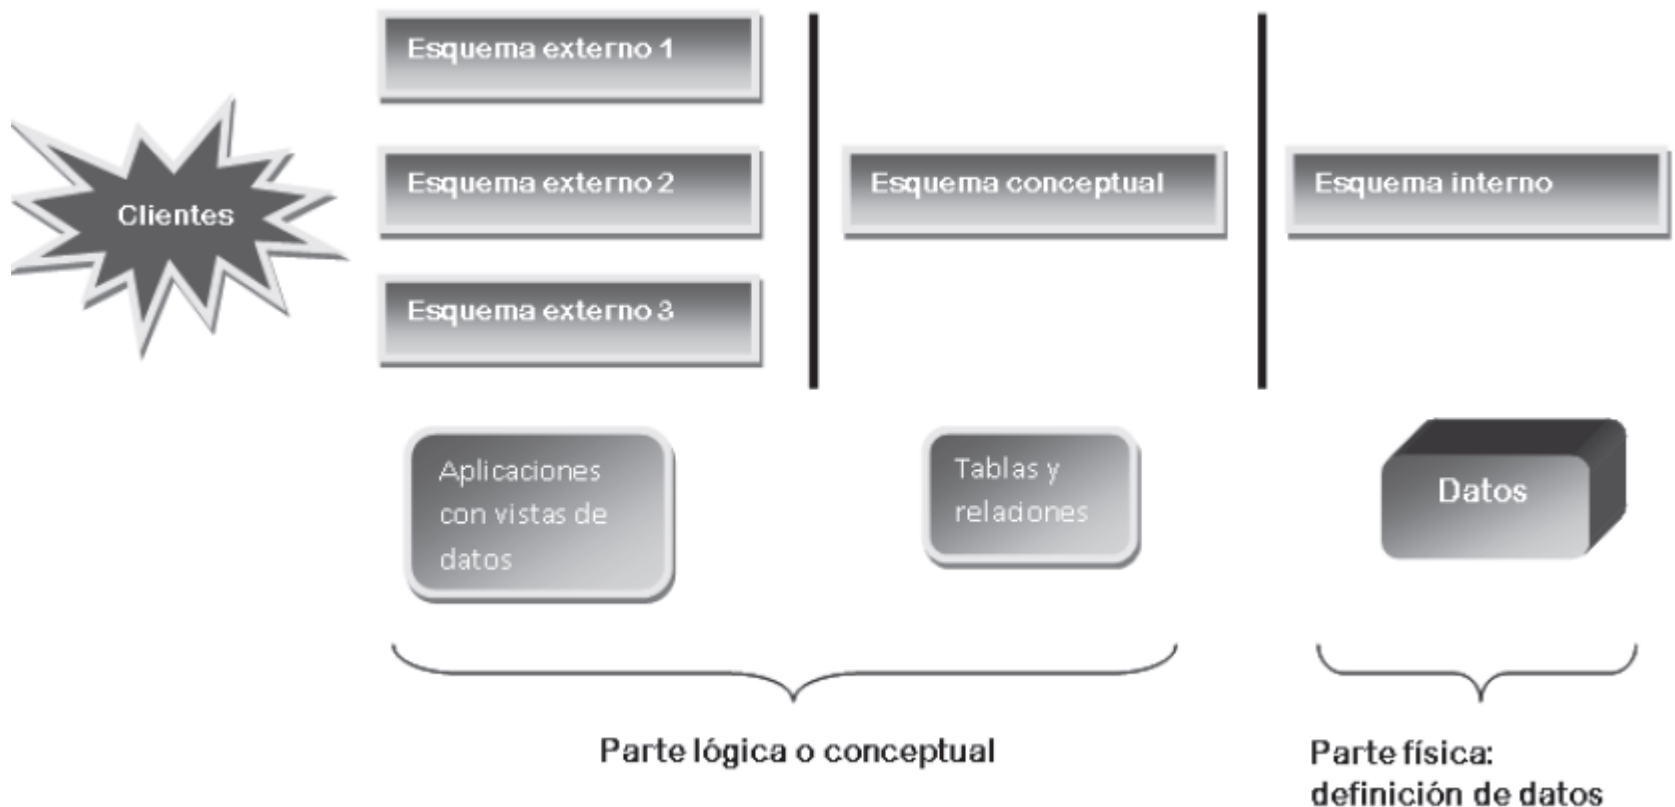 Esquema externo 1
Esquema externo 2
Esquema conceptual
Esquema interno
Clientes
Esquema externo 3
Aplicaciones
con vistas de
datos
Tablas y
relaciones
Datos
Parte lógica o conceptual
Parte física:
definición de datos